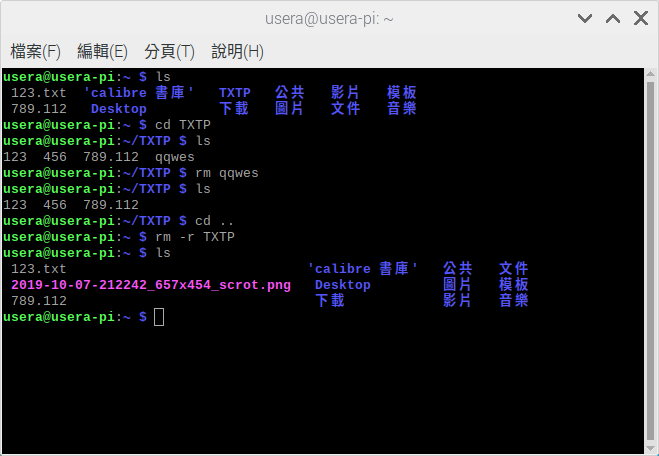 usera@usera-pi: ~
檔案(F) 編輯(E) 分頁(T) 說明(H)
usera@usera-pi:~ $ ls
123.txt 'calibre 書庫' TXTP 公共 影片 模板
789.112 Desktop 下載 圖片 文件 音樂
usera@usera-pi:~ $ cd TXTP
usera@usera-pi:~/TXTP $ ls
123 456 789.112 qqwes
usera@usera-pi:~/TXTP $ rm qqwes
usera@usera-pi:~/TXTP $ ls
123 456 789.112
usera@usera-pi:~/TXTP $ cd ..
usera@usera-pi:~ $ rm -r TXTP
usera@usera-pi:~ $ ls
123.txt 'calibre 書庫' 公共 文件
2019-10-07-212242_657x454_scrot.png Desktop 圖片 模板
789.112 下載 影片 音樂
usera@usera-pi:~ $